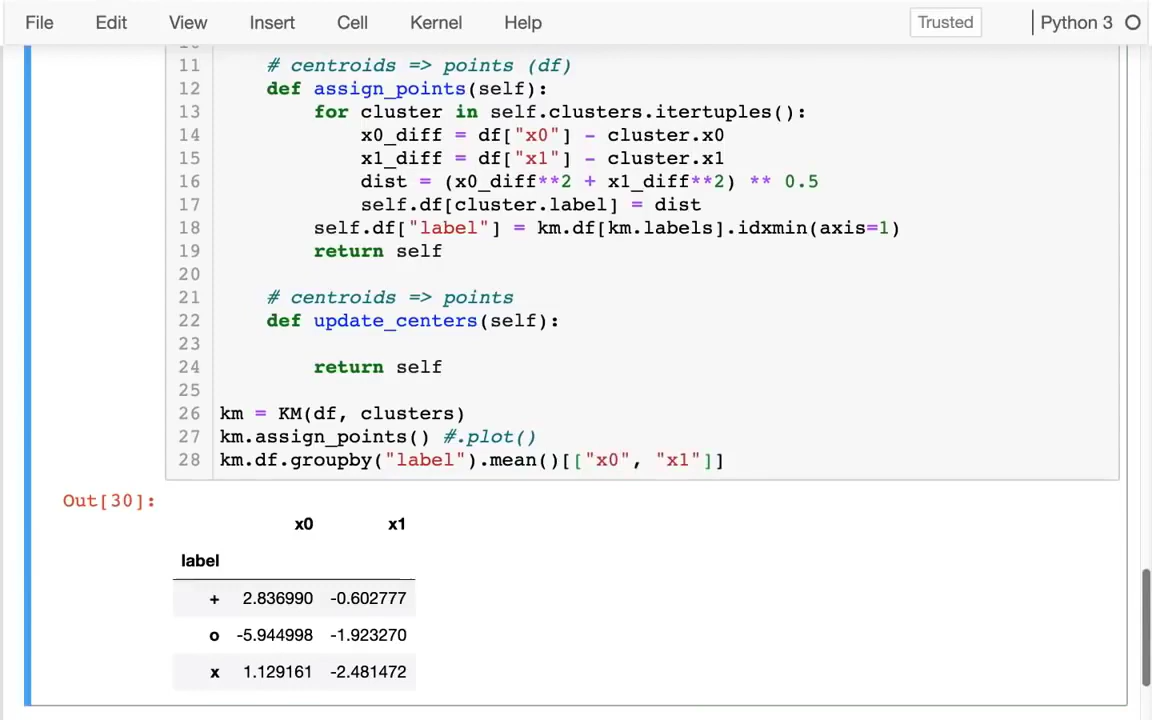 File Edit View Insert Cell Kernel Help Trusted Python 3
11 # centroids => points (df)
12 def assign_points(self):
13 for cluster in self.clusters.itertuples():
14 x0_diff = df["x0"] - cluster.x0
15 x1_diff = df["x1"] - cluster.x1
16 dist = (x0_diff**2 + x1_diff**2) ** 0.5
17 self.df[cluster.label] = dist
18 self.df["label"] = km.df[km.labels].idxmin(axis=1)
19 return self
20
21 # centroids => points
22 def update_centers(self):
23
24 return self
25
26 km = KM(df, clusters)
27 km.assign_points() #.plot()
28 km.df.groupby("label").mean()[["x0", "x1"]]
Out[30]:
x0 x1
label
+ 2.836990 -0.602777
o -5.944998 -1.923270
x 1.129161 -2.481472